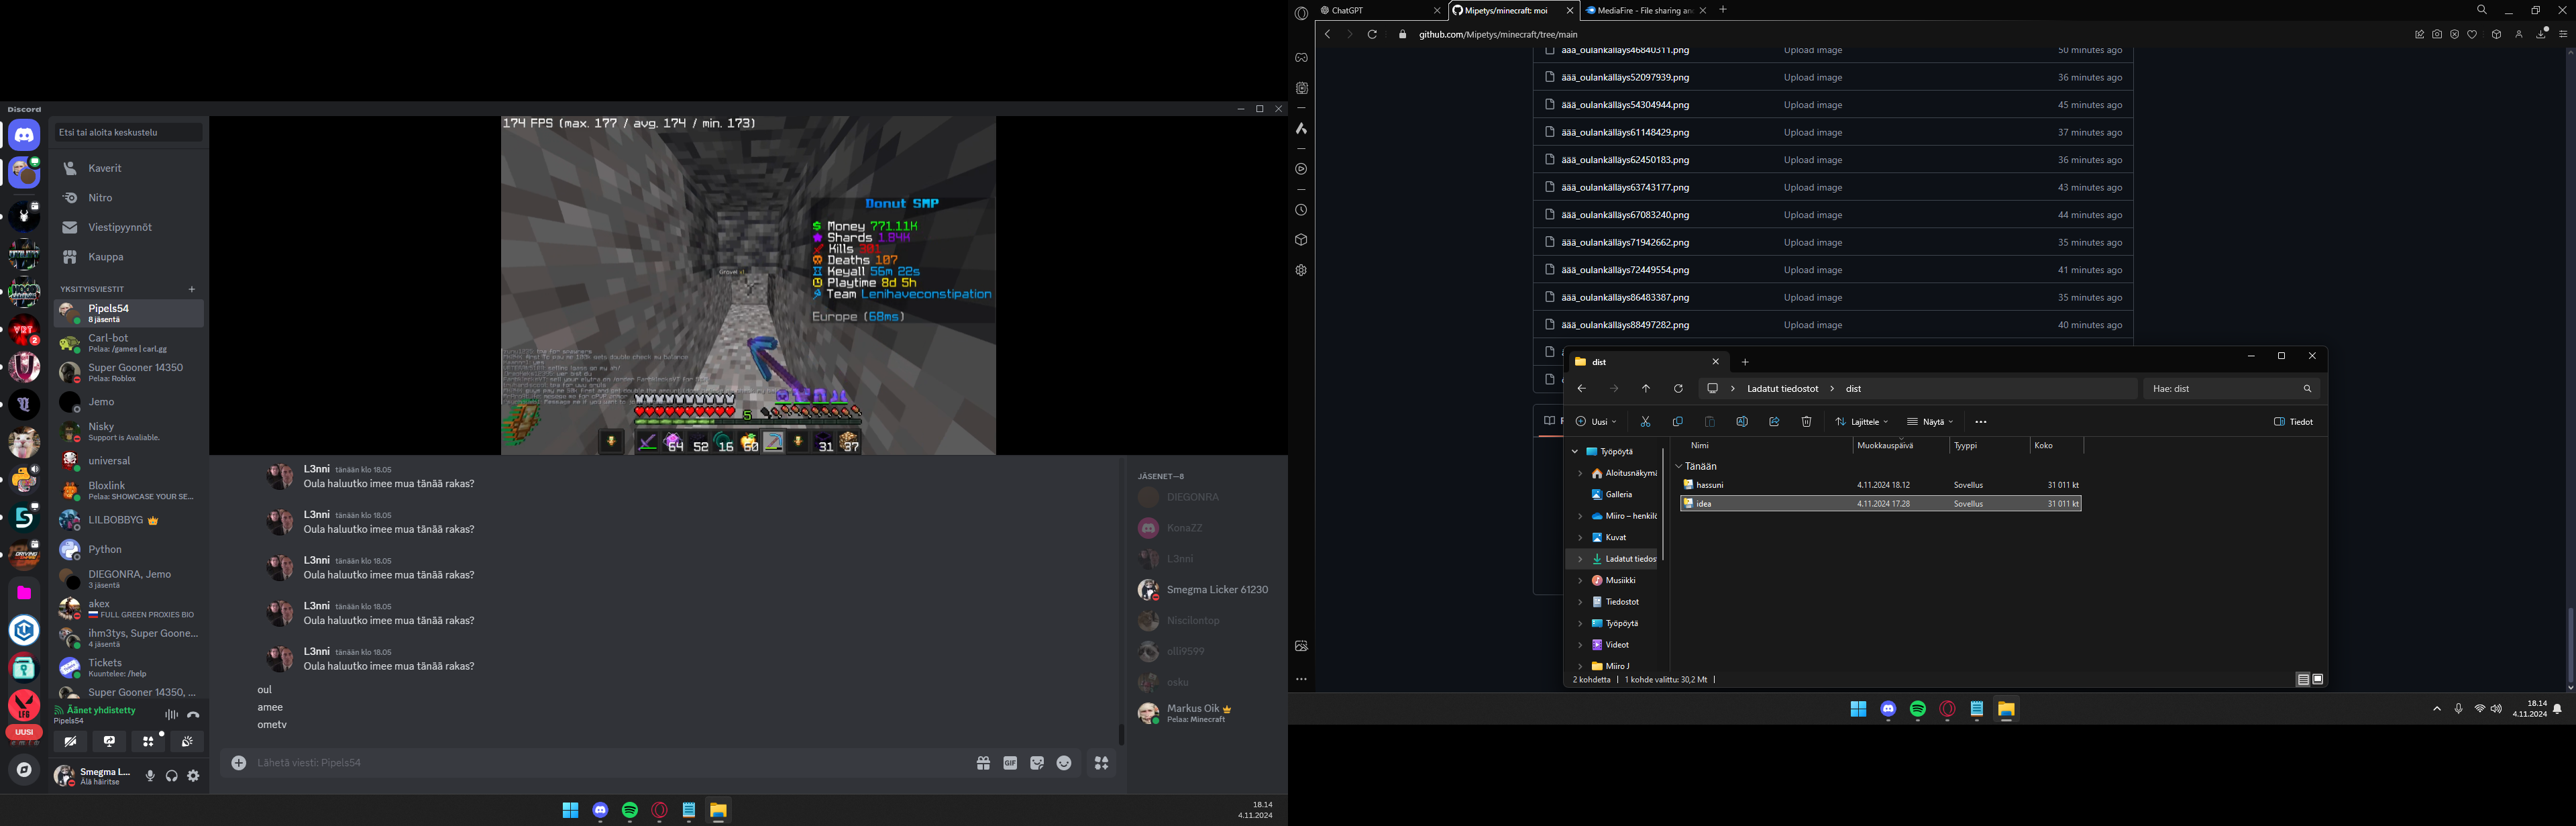 Discord
Etsi tai aloita keskustelu
Kaverit
Nitro
Viestipyynnöt
Kauppa
YKSITYISVIESTIT
Pipels54
8 jäsentä
Carl-bot
Pelaa: /games | carl.gg
Super Gooner 14350
Pelaa: Roblox
Jemo
Nisky
Support is Avaliable.
universal
Bloxlink
Pelaa: SHOWCASE YOUR SE...
LILBOBBYG
Python
DIEGONRA, Jemo
3 jäsentä
akex
FULL GREEN PROXIES BIO
ihm3tys, Super Goone...
4 jäsentä
Tickets
Kuuntelee: /help
Super Gooner 14350, ...
Äänet yhdistetty
Pipels54
Smegma L...
Älä häiritse
UUSI
LFG
2
174 FPS (max. 177 / avg. 174 / min. 173)
Donut SMP
Money 771.11K
Shards 1.84K
Kills 381
Deaths 107
Keyall 56m 22s
Playtime 8d 5h
Team Lenihaveconstipation
Europe (68ms)
5
64 52 16 60 31 37
L3nni tänään klo 18.05
Oula haluutko imee mua tänää rakas?
L3nni tänään klo 18.05
Oula haluutko imee mua tänää rakas?
L3nni tänään klo 18.05
Oula haluutko imee mua tänää rakas?
L3nni tänään klo 18.05
Oula haluutko imee mua tänää rakas?
L3nni tänään klo 18.05
Oula haluutko imee mua tänää rakas?
oul
amee
ometv
Lähetä viesti: Pipels54
GIF
JÄSENET—8
DIEGONRA
KonaZZ
L3nni
Smegma Licker 61230
Niscilontop
olli9599
osku
Markus Oik
Pelaa: Minecraft
18.14
4.11.2024
ChatGPT
Mipetys/minecraft: moi
MediaFire - File sharing an
github.com/Mipetys/minecraft/tree/main
äää_oulankälläys46840311.png Upload image 50 minutes ago
äää_oulankälläys52097939.png Upload image 36 minutes ago
äää_oulankälläys54304944.png Upload image 45 minutes ago
äää_oulankälläys61148429.png Upload image 37 minutes ago
äää_oulankälläys62450183.png Upload image 36 minutes ago
äää_oulankälläys63743177.png Upload image 43 minutes ago
äää_oulankälläys67083240.png Upload image 44 minutes ago
äää_oulankälläys71942662.png Upload image 35 minutes ago
äää_oulankälläys72449554.png Upload image 41 minutes ago
äää_oulankälläys86483387.png Upload image 35 minutes ago
äää_oulankälläys88497282.png Upload image 40 minutes ago
dist
Ladatut tiedostot > dist
Hae: dist
Uusi
Lajittele
Näytä
Tiedot
Työpöytä
Aloitusnäkymä
Galleria
Miiro – henkilö
Kuvat
Ladatut tiedos
Musiikki
Tiedostot
Työpöytä
Videot
Miiro J
Nimi Muokkauspäivä Tyyppi Koko
Tänään
hassuni 4.11.2024 18.12 Sovellus 31 011 kt
idea 4.11.2024 17.28 Sovellus 31 011 kt
2 kohdetta | 1 kohde valittu: 30,2 Mt |
18.14
4.11.2024